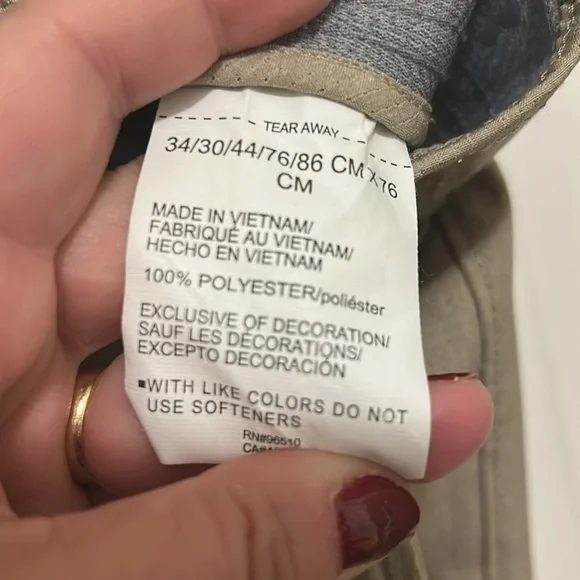 TEAR AWAY
34/30/44/76/86 CM X 76
CM
MADE IN VIETNAM/
FABRIQUÉ AU VIETNAM/
HECHO EN VIETNAM
100% POLYESTER/poliéster
EXCLUSIVE OF DECORATION/
SAUF LES DÉCORATIONS/
EXCEPTO DECORACIÓN
▪WITH LIKE COLORS DO NOT
USE SOFTENERS
RN#96510